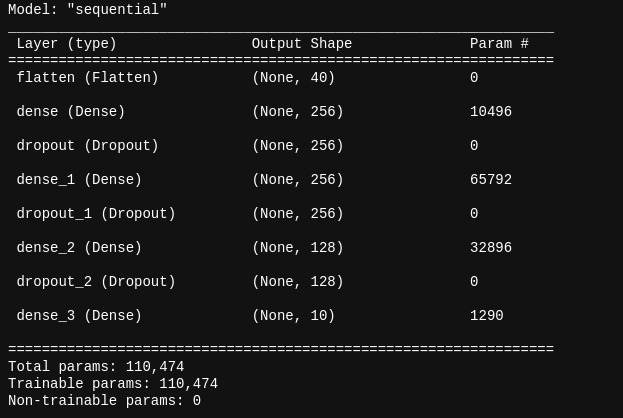 Model: "sequential"
_________________________________________________________________
Layer (type) Output Shape Param #
=================================================================
flatten (Flatten) (None, 40) 0
dense (Dense) (None, 256) 10496
dropout (Dropout) (None, 256) 0
dense_1 (Dense) (None, 256) 65792
dropout_1 (Dropout) (None, 256) 0
dense_2 (Dense) (None, 128) 32896
dropout_2 (Dropout) (None, 128) 0
dense_3 (Dense) (None, 10) 1290
=================================================================
Total params: 110,474
Trainable params: 110,474
Non-trainable params: 0